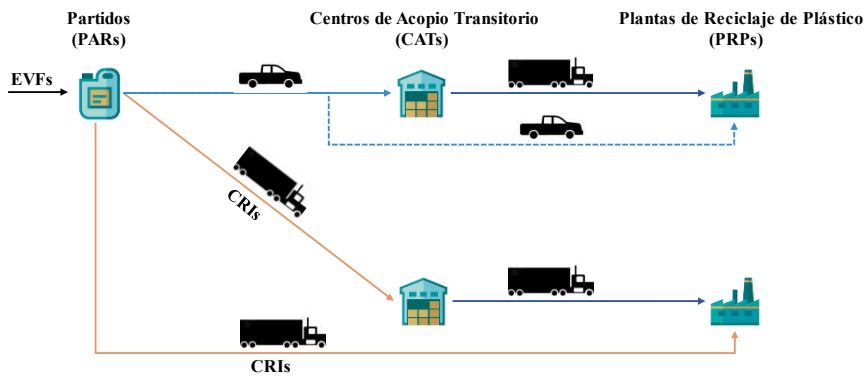 Partidos
(PARs)
Centros de Acopio Transitorio
(CATs)
Plantas de Reciclaje de Plástico
(PRPs)
EVFs
CRIs
CRIs